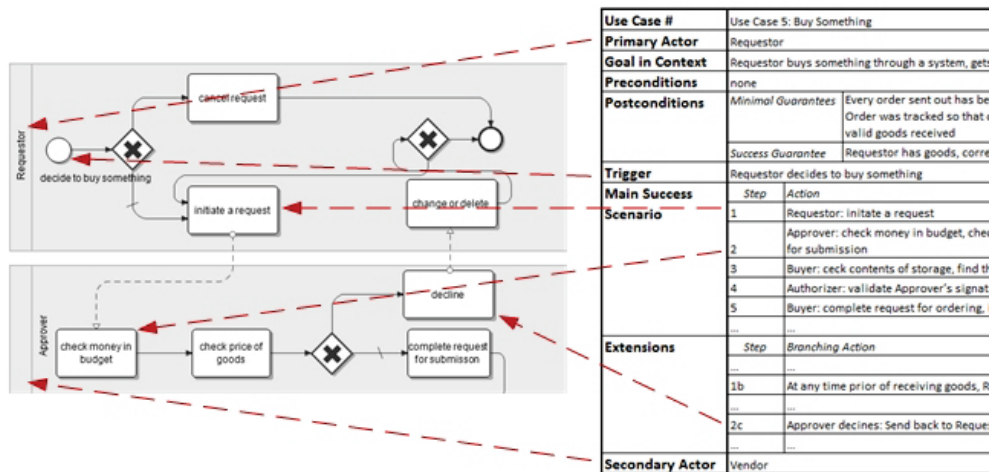 Requestor
cancel request
decide to buy something
initiate a request
change or delete
Approver
decline
check money in
budget
check price of
goods
complete request
for submisson
Use Case # Use Case 5: Buy Something
Primary Actor Requestor
Goal in Context Requestor buys something through a system, gets
Preconditions none
Postconditions Minimal Guarantees Every order sent out has be
Order was tracked so that
valid goods received
Success Guarantee Requestor has goods, corre
Trigger Requestor decides to buy something
Main Success Step Action
Scenario 1 Requestor: initate a request
Approver: check money in budget, chec
2 for submission
3 Buyer: ceck contents of storage, find th
4 Authorizer: validate Approver's signat
5 Buyer: complete request for ordering,
... ...
Extensions Step Branching Action
... ...
1b At any time prior of receiving goods, R
... ...
2c Approver decines: Send back to Reques
... ...
Secondary Actor Vendor